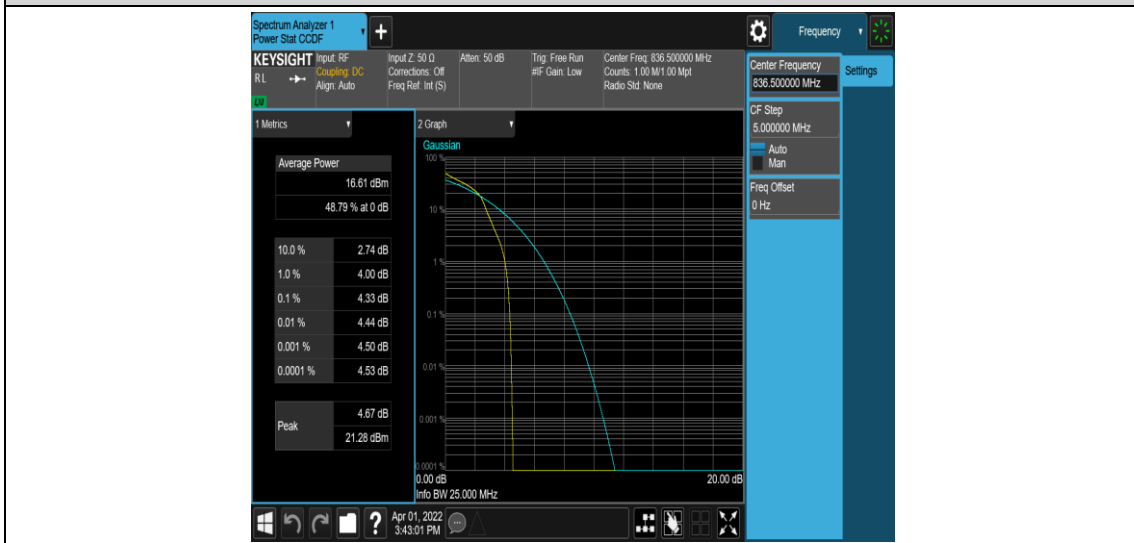 Spectrum Analyzer 1
Power Stat CCDF
+
Frequency
KEYSIGHT
RL
Input: RF
Coupling: DC
Align: Auto
Input Z: 50 Ω
Corrections: Off
Freq Ref: Int (S)
Atten: 50 dB
Trig: Free Run
#IF Gain: Low
Center Freq: 836.500000 MHz
Counts: 1.00 M/1.00 Mpt
Radio Std: None
Center Frequency
836.500000 MHz
Settings
CF Step
5.000000 MHz
Auto
Man
Freq Offset
0 Hz
1 Metrics
Average Power
16.61 dBm
48.79 % at 0 dB
10.0 % 2.74 dB
1.0 % 4.00 dB
0.1 % 4.33 dB
0.01 % 4.44 dB
0.001 % 4.50 dB
0.0001 % 4.53 dB
Peak 4.67 dB
21.28 dBm
2 Graph
Gaussian
100 %
10 %
1 %
0.1 %
0.01 %
0.001 %
0.0001 %
0.00 dB 20.00 dB
Info BW 25.000 MHz
?
Apr 01, 2022
3:43:01 PM